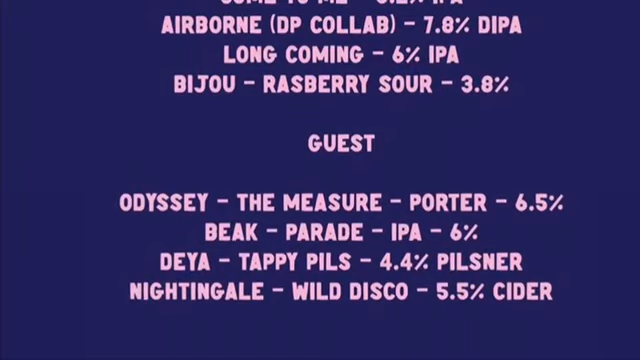 AIRBORNE (DP COLLAB) - 7.8% DIPA
LONG COMING - 6% IPA
BIJOU - RASBERRY SOUR - 3.8%
GUEST
ODYSSEY - THE MEASURE - PORTER - 6.5%
BEAK - PARADE - IPA - 6%
DEYA - TAPPY PILS - 4.4% PILSNER
NIGHTINGALE - WILD DISCO - 5.5% CIDER